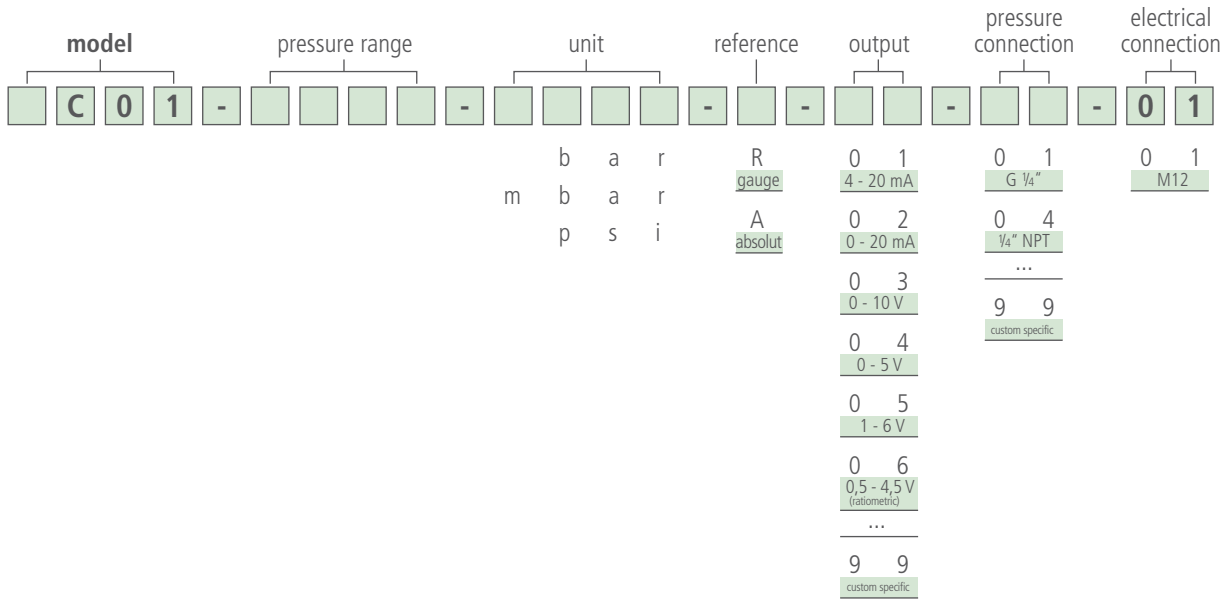 pressure electrical
model pressure range unit reference output connection connection
C 0 1 - - - - - - 0 1
b a r R 0 1 0 1 0 1
gauge 4 - 20 mA G ¼" M12
m b a r
p s i A 0 2 0 4
absolut 0 - 20 mA ¼" NPT
...
0 3 9 9
0 - 10 V custom specific
0 4
0 - 5 V
0 5
1 - 6 V
0 6
0,5 - 4,5 V
(ratiometric)
...
9 9
custom specific